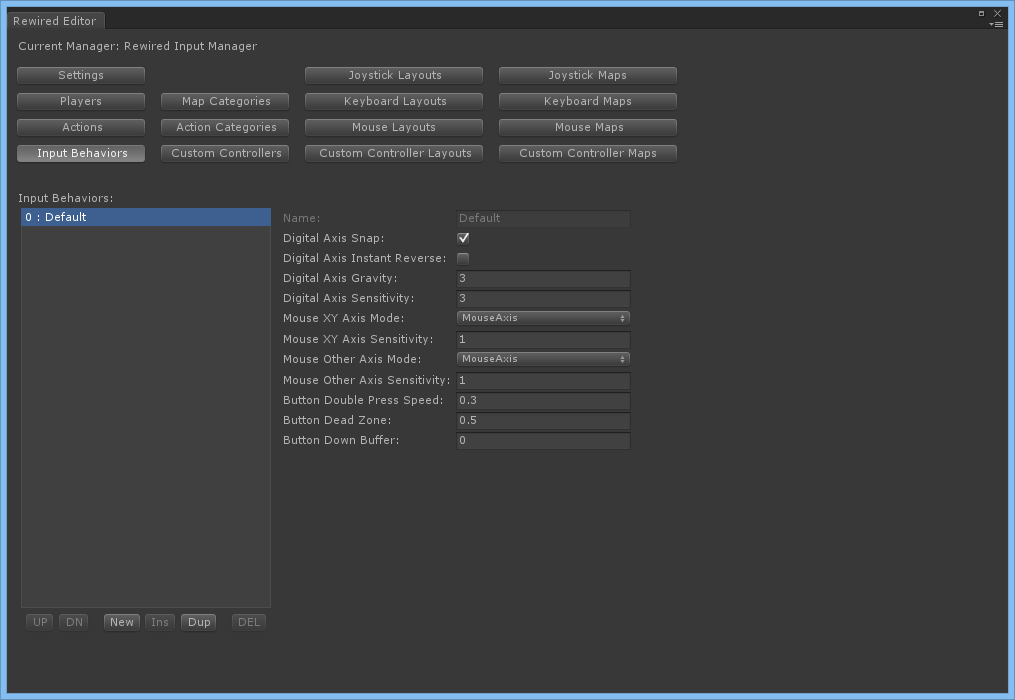 Rewired Editor
Current Manager: Rewired Input Manager
Settings Joystick Layouts Joystick Maps
Players Map Categories Keyboard Layouts Keyboard Maps
Actions Action Categories Mouse Layouts Mouse Maps
Input Behaviors Custom Controllers Custom Controller Layouts Custom Controller Maps
Input Behaviors:
0 : Default
Name: Default
Digital Axis Snap:
Digital Axis Instant Reverse:
Digital Axis Gravity: 3
Digital Axis Sensitivity: 3
Mouse XY Axis Mode: MouseAxis
Mouse XY Axis Sensitivity: 1
Mouse Other Axis Mode: MouseAxis
Mouse Other Axis Sensitivity: 1
Button Double Press Speed: 0.3
Button Dead Zone: 0.5
Button Down Buffer: 0
UP DN New Ins Dup DEL